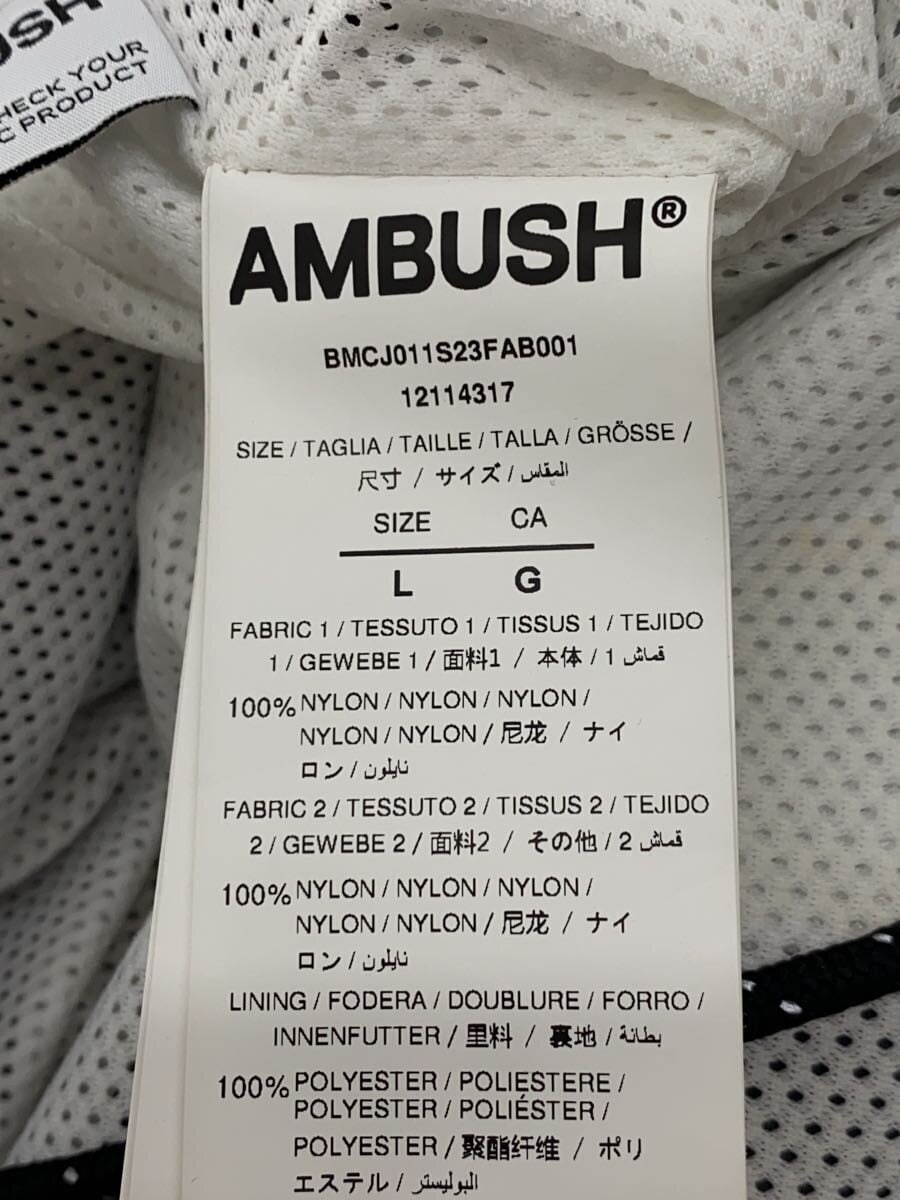 CHECK YOUR
PRODUCT
AMBUSH®
BMCJ011S23FAB001
12114317
SIZE / TAGLIA / TAILLE / TALLA / GRÖSSE /
尺寸 / サイズ / المقاس
SIZE CA
L G
FABRIC 1 / TESSUTO 1 / TISSUS 1 / TEJIDO
1 / GEWEBE 1 / 面料1 / 本体 / قماش 1
100% NYLON / NYLON / NYLON /
NYLON / NYLON / 尼龙 / ナイ
ロン / نايلون
FABRIC 2 / TESSUTO 2 / TISSUS 2 / TEJIDO
2 / GEWEBE 2 / 面料2 / その他 / قماش 2
100% NYLON / NYLON / NYLON /
NYLON / NYLON / 尼龙 / ナイ
ロン / نايلون
LINING / FODERA / DOUBLURE / FORRO /
INNENFUTTER / 里料 / 裏地 / بطانة
100% POLYESTER / POLIESTERE /
POLYESTER / POLIÉSTER /
POLYESTER / 聚酯纤维 / ポリ
エステル / البوليستر